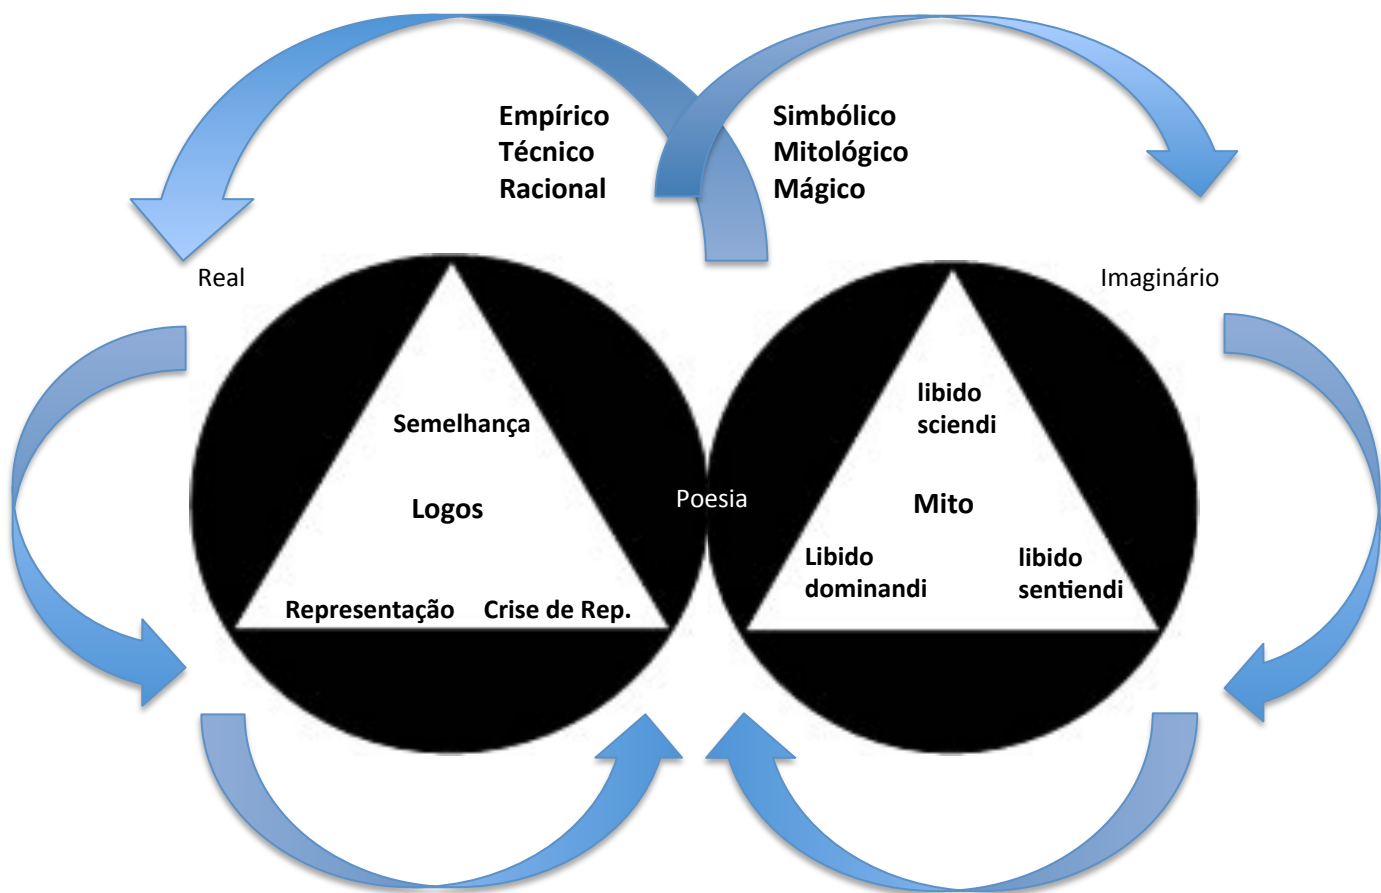 Empírico
Técnico
Racional
Simbólico
Mitológico
Mágico
Real
Imaginário
Semelhança
Logos
Representação
Crise de Rep.
Poesia
libido
sciendi
Mito
Libido
dominandi
libido
sentiendi